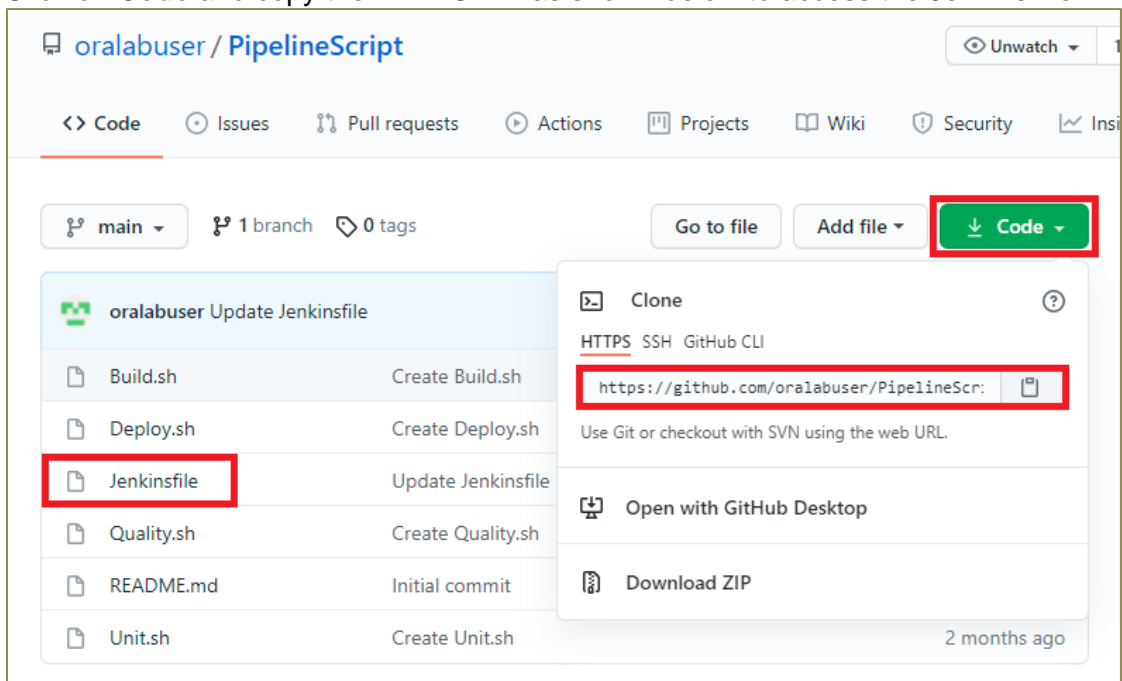 oralabuser / PipelineScript
Unwatch
Code Issues Pull requests Actions Projects Wiki Security Insi
main 1 branch 0 tags Go to file Add file Code
oralabuser Update Jenkinsfile
Clone
HTTPS SSH GitHub CLI
Build.sh Create Build.sh
https://github.com/oralabuser/PipelineScr:
Deploy.sh Create Deploy.sh
Use Git or checkout with SVN using the web URL.
Jenkinsfile Update Jenkinsfile
Open with GitHub Desktop
Quality.sh Create Quality.sh
README.md Initial commit
Download ZIP
Unit.sh Create Unit.sh 2 months ago